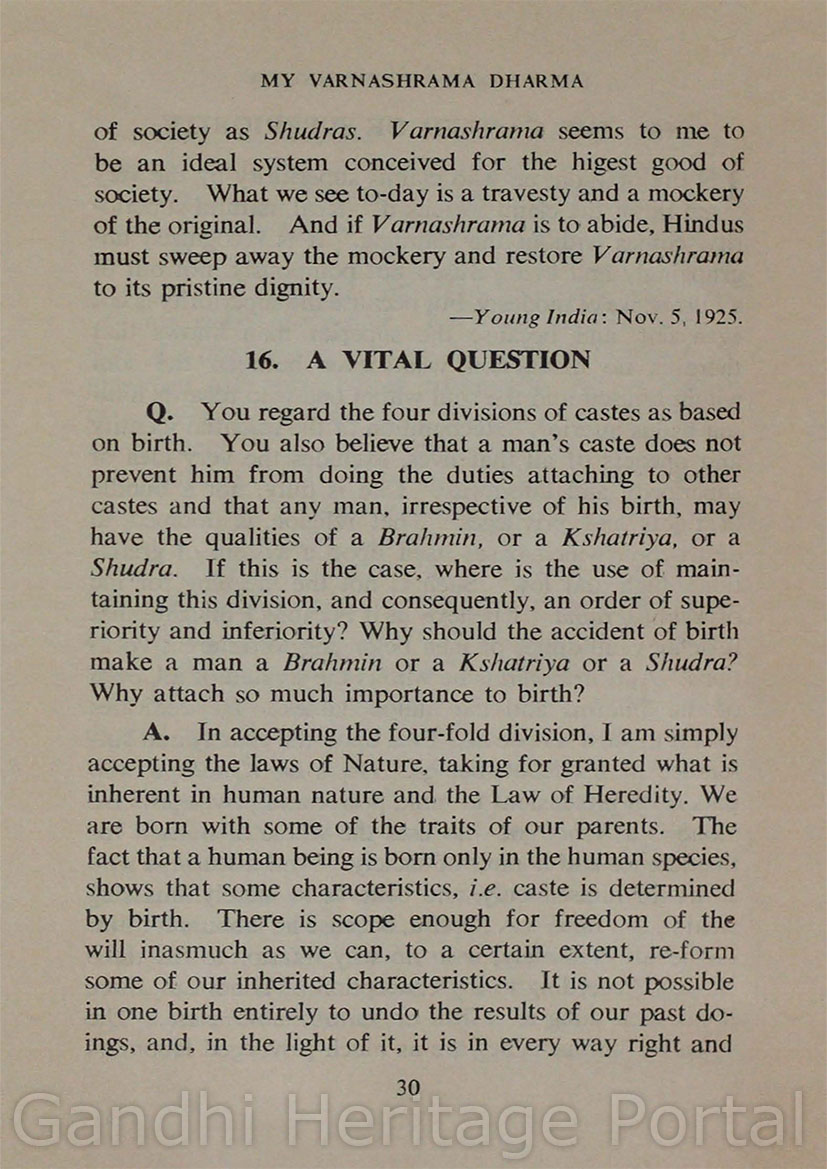 MY VARNASHRAMA DHARMA
of society as Shudras. Varnashrama seems to me to
be an ideal system conceived for the higest good of
society. What we see to-day is a travesty and a mockery
of the original. And if Varnashrama is to abide, Hindus
must sweep away the mockery and restore Varnashrama
to its pristine dignity.
—Young India: Nov. 5, 1925.
16. A VITAL QUESTION
Q. You regard the four divisions of castes as based
on birth. You also believe that a man's caste does not
prevent him from doing the duties attaching to other
castes and that any man, irrespective of his birth, may
have the qualities of a Brahmin, or a Kshatriya, or a
Shudra. If this is the case, where is the use of main-
taining this division, and consequently, an order of supe-
riority and inferiority? Why should the accident of birth
make a man a Brahmin or a Kshatriya or a Shudra?
Why attach so much importance to birth?
A. In accepting the four-fold division, I am simply
accepting the laws of Nature, taking for granted what is
inherent in human nature and the Law of Heredity. We
are born with some of the traits of our parents. The
fact that a human being is born only in the human species,
shows that some characteristics, i.e. caste is determined
by birth. There is scope enough for freedom of the
will inasmuch as we can, to a certain extent, re-form
some of our inherited characteristics. It is not possible
in one birth entirely to undo the results of our past do-
ings, and, in the light of it, it is in every way right and
30
Gandhi Heritage Portal